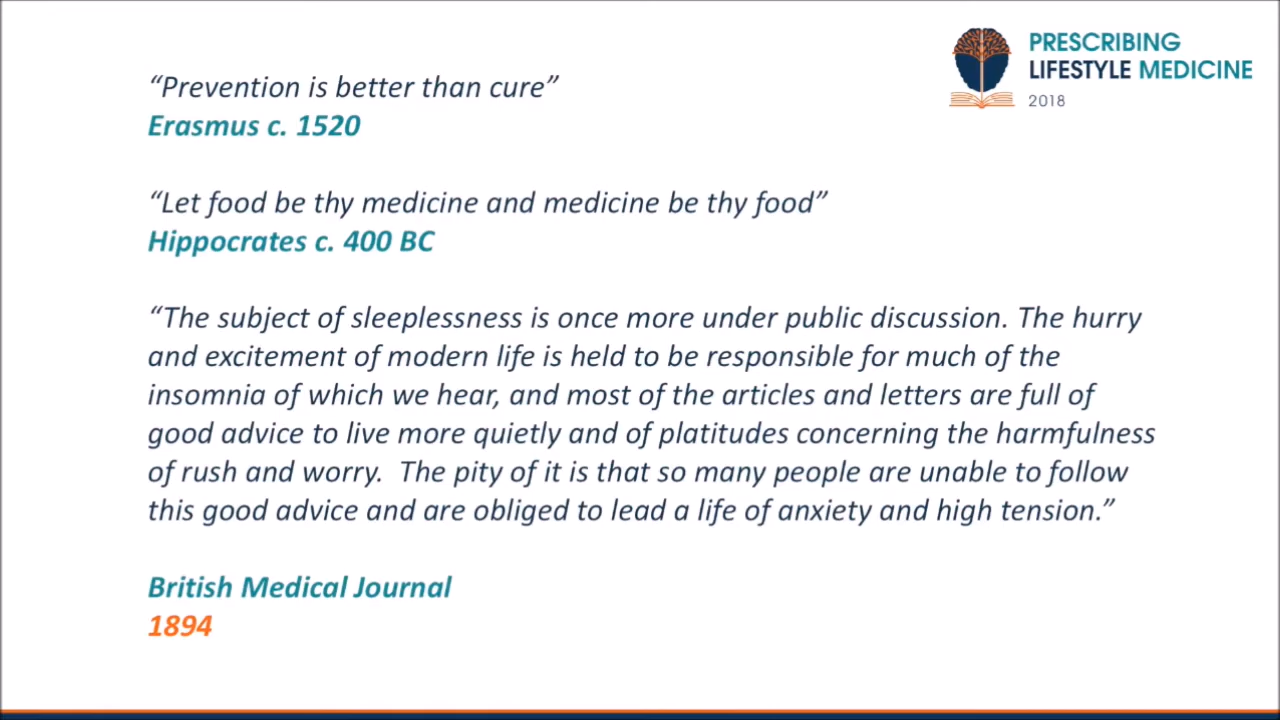 PRESCRIBING
LIFESTYLE MEDICINE
2018
“Prevention is better than cure”
Erasmus c. 1520
“Let food be thy medicine and medicine be thy food”
Hippocrates c. 400 BC
“The subject of sleeplessness is once more under public discussion. The hurry
and excitement of modern life is held to be responsible for much of the
insomnia of which we hear, and most of the articles and letters are full of
good advice to live more quietly and of platitudes concerning the harmfulness
of rush and worry.  The pity of it is that so many people are unable to follow
this good advice and are obliged to lead a life of anxiety and high tension.”
British Medical Journal
1894